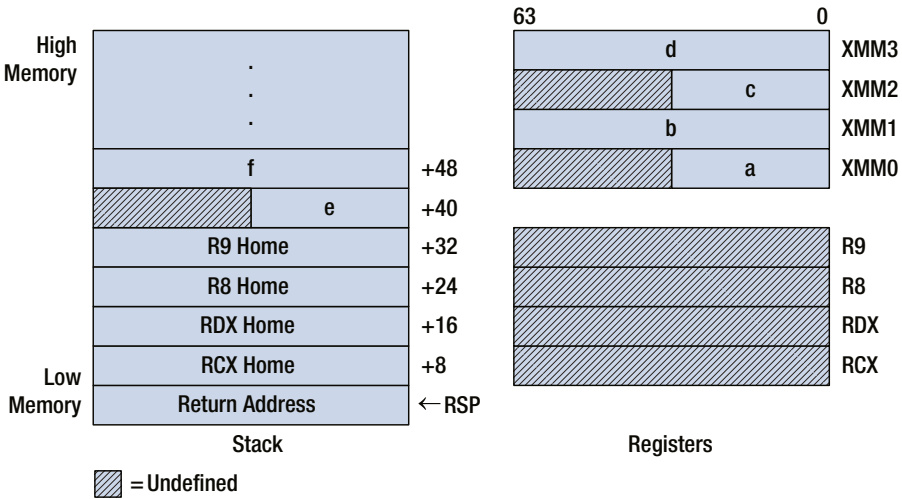 63 0
High
Memory
.
.
.
d XMM3
c XMM2
b XMM1
f +48
a XMM0
e +40
R9 Home +32
R9
R8 Home +24
R8
RDX Home +16
RDX
RCX Home +8
RCX
Low
Memory
Return Address ←RSP
Stack
Registers
= Undefined